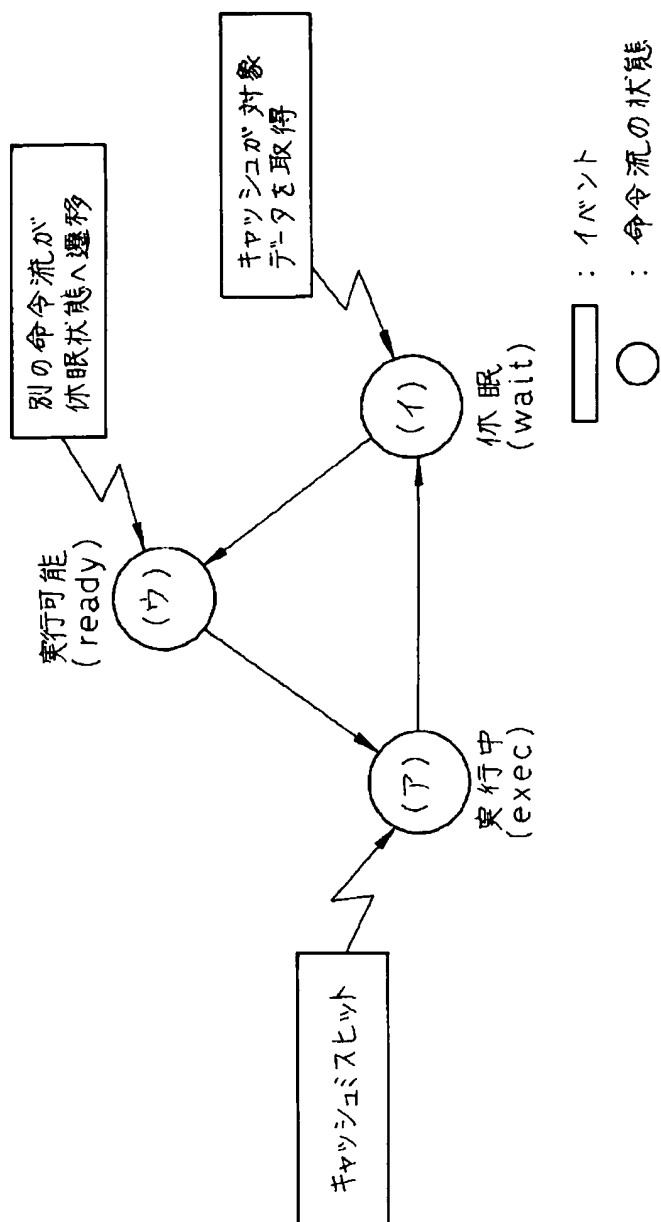 別の命令流が
休眠状態へ遷移
キャッシュが対象
データを取得
実行可能
(ready)
(ウ)
キャッシュミスヒット
(ア)
(イ)
実行中
(exec)
休眠
(wait)
: イベント
: 命令流の状態